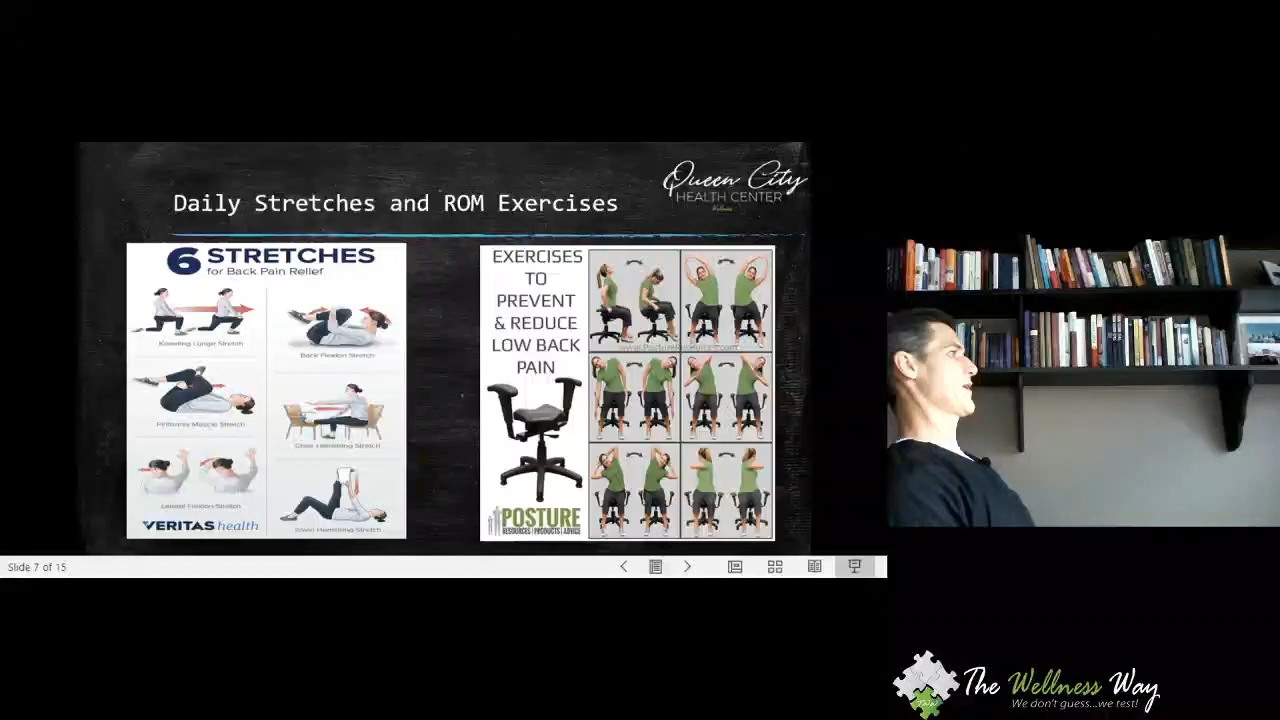 Queen City
HEALTH CENTER
Wellness
Daily Stretches and ROM Exercises
6 STRETCHES
for Back Pain Relief
Kneeling Lunge Stretch
Back Flexion Stretch
Piriformis Muscle Stretch
Chair Hamstring Stretch
Lateral Flexion Stretch
Towel Hamstring Stretch
VERITAS health
EXERCISES
TO
PREVENT
& REDUCE
LOW BACK
PAIN
POSTURE
RESOURCES|PRODUCTS|ADVICE
Slide 7 of 15
The Wellness Way
We don't guess...we test!
TWW